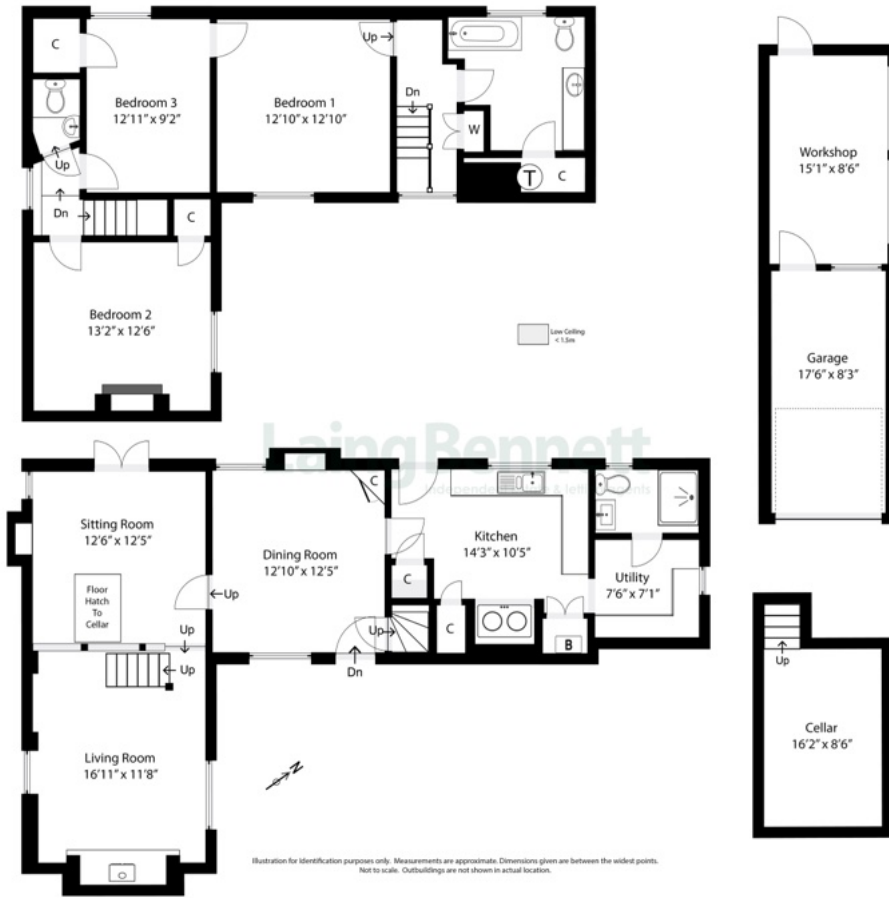 C
Bedroom 3
12'11" x 9'2"
Bedroom 1
12'10" x 12'10"
Up
Dn
W
T
C
Up
Dn
C
Bedroom 2
13'2" x 12'6"
Low Ceiling
< 1.5m
Workshop
15'1" x 8'6"
Garage
17'6" x 8'3"
LaingBennett
Independent estate & letting agents
Sitting Room
12'6" x 12'5"
Floor
Hatch
To
Cellar
Up
Up
Living Room
16'11" x 11'8"
Up
Dining Room
12'10" x 12'5"
C
Up
Dn
Kitchen
14'3" x 10'5"
C
C
B
Utility
7'6" x 7'1"
Up
Cellar
16'2" x 8'6"
N
Illustration for identification purposes only. Measurements are approximate. Dimensions given are between the widest points.
Not to scale. Outbuildings are not shown in actual location.